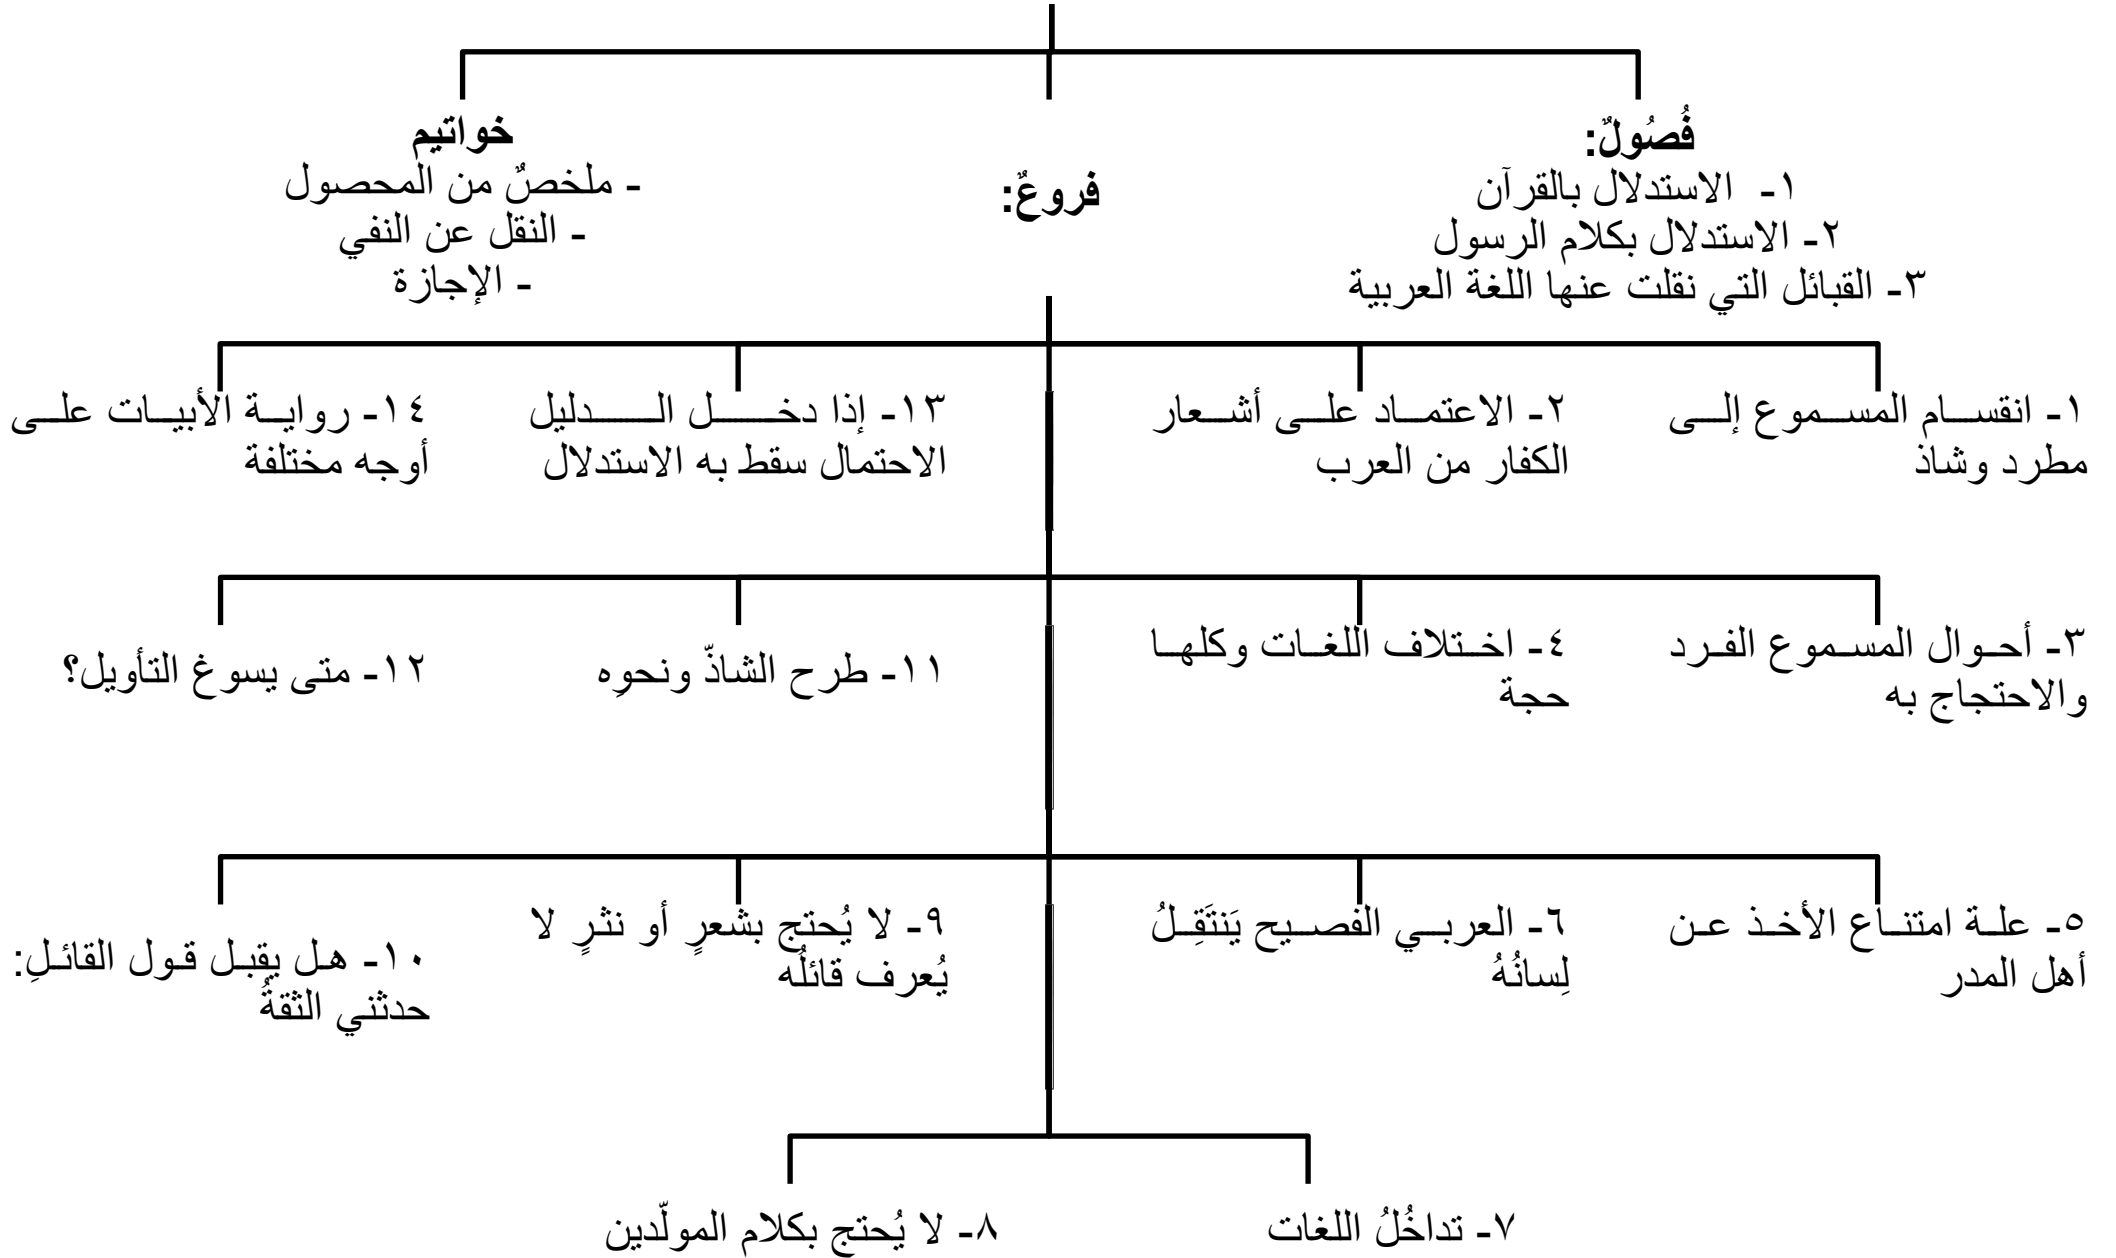 فُصُولٌ:
١- الاستدلال بالقرآن
٢- الاستدلال بكلام الرسول
٣- القبائل التي نقلت عنها اللغة العربية
فروعٌ:
خواتيم
- ملخصٌ من المحصول
- النقل عن النفي
- الإجازة
١- انقسام المسموع إلى
مطرد وشاذ
٢- الاعتماد على أشعار
الكفار من العرب
١٣- إذا دخل الدليل
الاحتمال سقط به الاستدلال
١٤- رواية الأبيات على
أوجه مختلفة
٣- أحوال المسموع الفرد
والاحتجاج به
٤- اختلاف اللغات وكلها
حجة
١١- طرح الشاذّ ونحوِه
١٢- متى يسوغ التأويل؟
٥- علة امتناع الأخذ عن
أهل المدر
٦- العربي الفصيح يَنتَقِلُ
لِسانُهُ
٩- لا يُحتج بشعرٍ أو نثرٍ لا
يُعرف قائلُه
١٠- هل يقبل قول القائلِ:
حدثني الثقةُ
٧- تداخُلُ اللغات
٨- لا يُحتج بكلام المولّدين